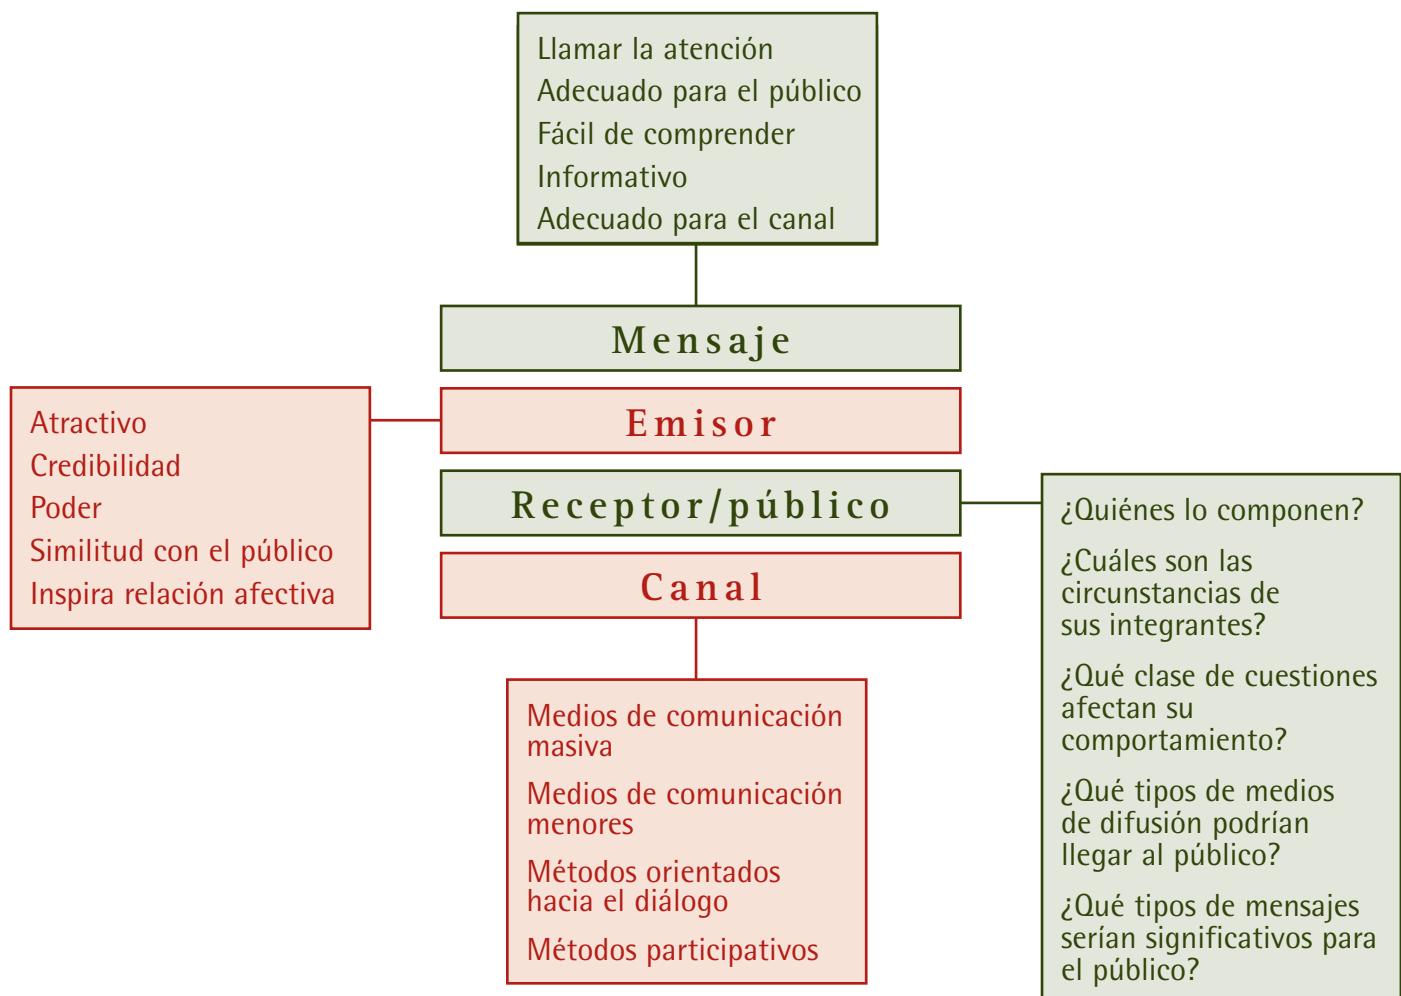 Llamar la atención
Adecuado para el público
Fácil de comprender
Informativo
Adecuado para el canal
Mensaje
Emisor
Receptor/público
Canal
Atractivo
Credibilidad
Poder
Similitud con el público
Inspira relación afectiva
¿Quiénes lo componen?
¿Cuáles son las
circunstancias de
sus integrantes?
¿Qué clase de cuestiones
afectan su
comportamiento?
¿Qué tipos de medios
de difusión podrían
llegar al público?
¿Qué tipos de mensajes
serían significativos para
el público?
Medios de comunicación
masiva
Medios de comunicación
menores
Métodos orientados
hacia el diálogo
Métodos participativos